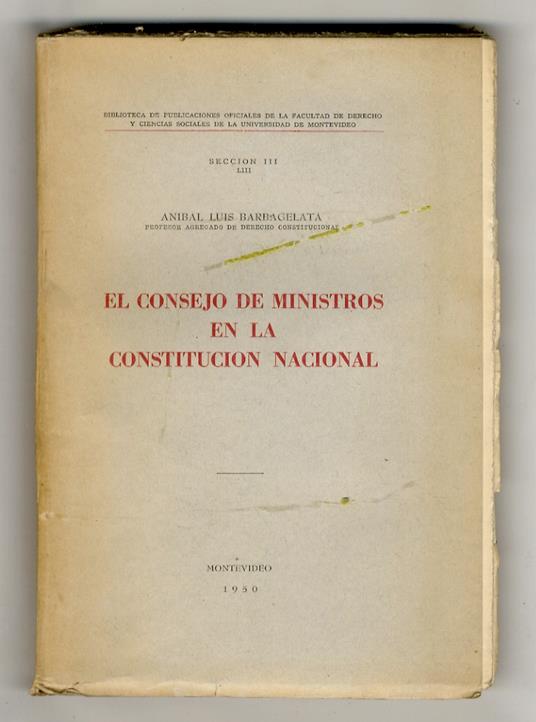 BIBLIOTECA DE PUBLICACIONES OFICIALES DE LA FACULTAD DE DERECHO
Y CIENCIAS SOCIALES DE LA UNIVERSIDAD DE MONTEVIDEO
SECCION III
LIII
ANIBAL LUIS BARBAGELATA
PROFESOR AGREGADO DE DERECHO CONSTITUCIONAL
EL CONSEJO DE MINISTROS
EN LA
CONSTITUCION NACIONAL
MONTEVIDEO
1950